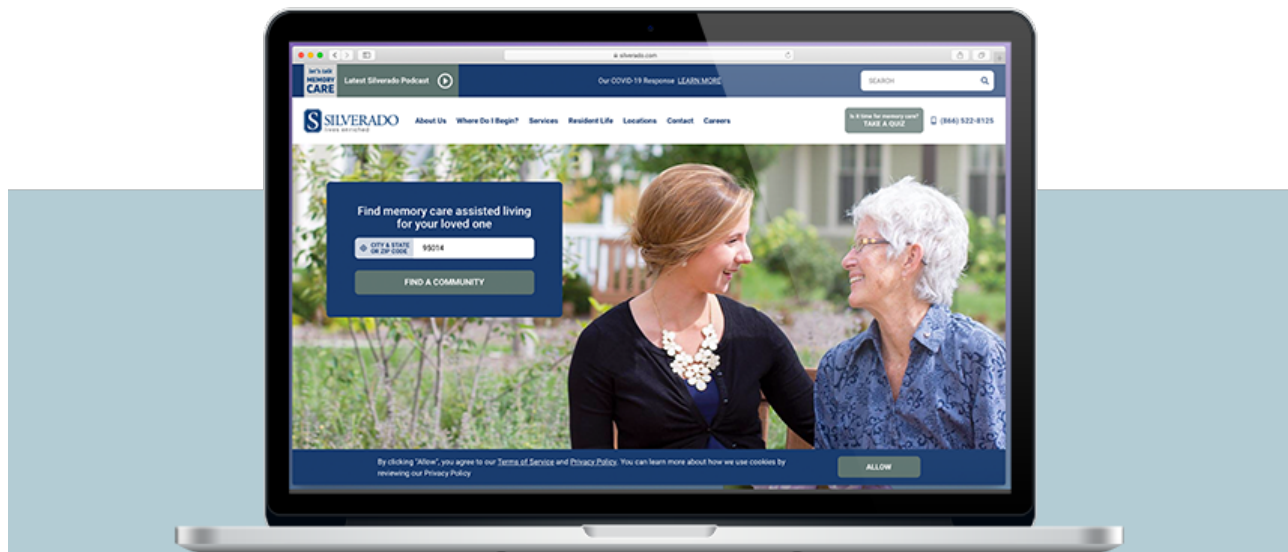 silverado.com
let's talk
MEMORY
CARE
Latest Silverado Podcast
Our COVID-19 Response LEARN MORE
SEARCH
S SILVERADO
lives enriched
About Us Where Do I Begin? Services Resident Life Locations Contact Careers
Is it time for memory care?
TAKE A QUIZ
(866) 522-8125
Find memory care assisted living
for your loved one
CITY & STATE
OR ZIP CODE
95014
FIND A COMMUNITY
By clicking "Allow", you agree to our Terms of Service and Privacy Policy. You can learn more about how we use cookies by
reviewing our Privacy Policy
ALLOW